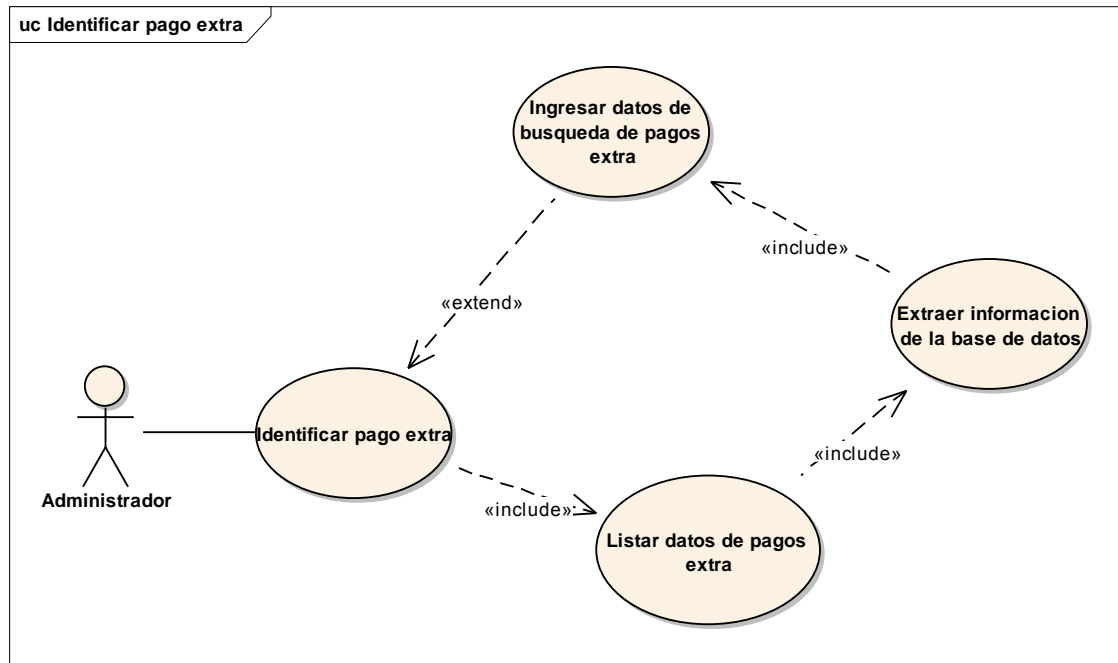 uc Identificar pago extra
Ingresar datos de
busqueda de pagos
extra
«include»
«extend»
Extraer informacion
de la base de datos
Identificar pago extra
Administrador
«include»
«include»
Listar datos de pagos
extra